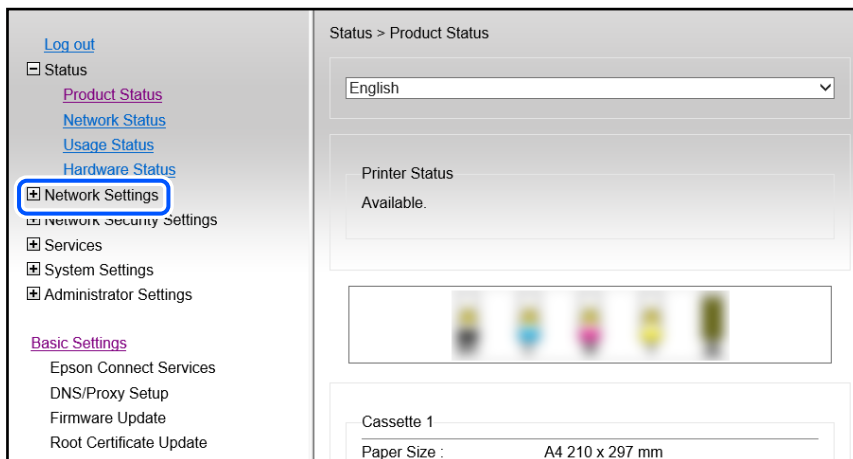 Log out
Status
Product Status
Network Status
Usage Status
Hardware Status
Network Settings
Network Security Settings
Services
System Settings
Administrator Settings
Basic Settings
Epson Connect Services
DNS/Proxy Setup
Firmware Update
Root Certificate Update
Status > Product Status
English
Printer Status
Available.
Cassette 1
Paper Size : A4 210 x 297 mm